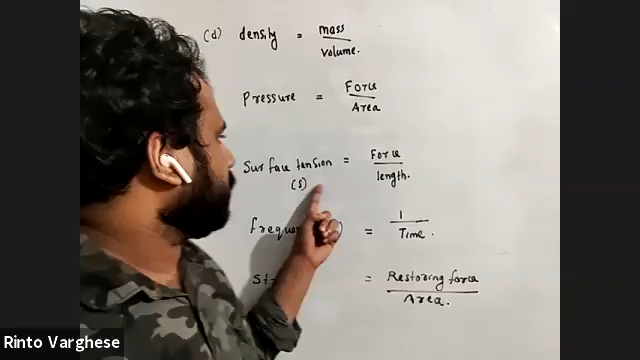 (d) density = mass / volume.
Pressure = Force / Area
Surface tension = Force / length.
(S)
= 1 / Time.
= Restoring force / Area.
Rinto Varghese